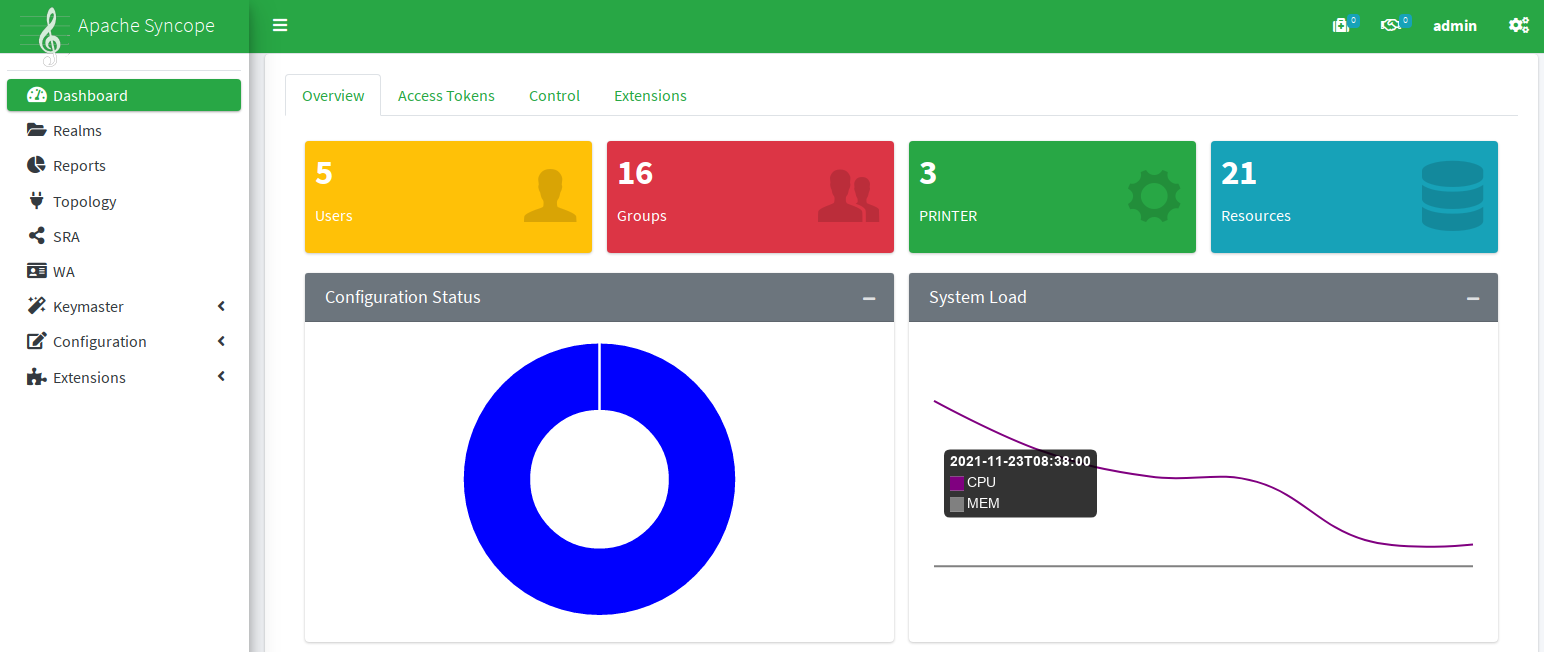 Apache Syncope
0
0
admin
Dashboard
Realms
Reports
Topology
SRA
WA
Keymaster
Configuration
Extensions
Overview
Access Tokens
Control
Extensions
5
Users
16
Groups
3
PRINTER
21
Resources
Configuration Status
System Load
2021-11-23T08:38:00
CPU
MEM